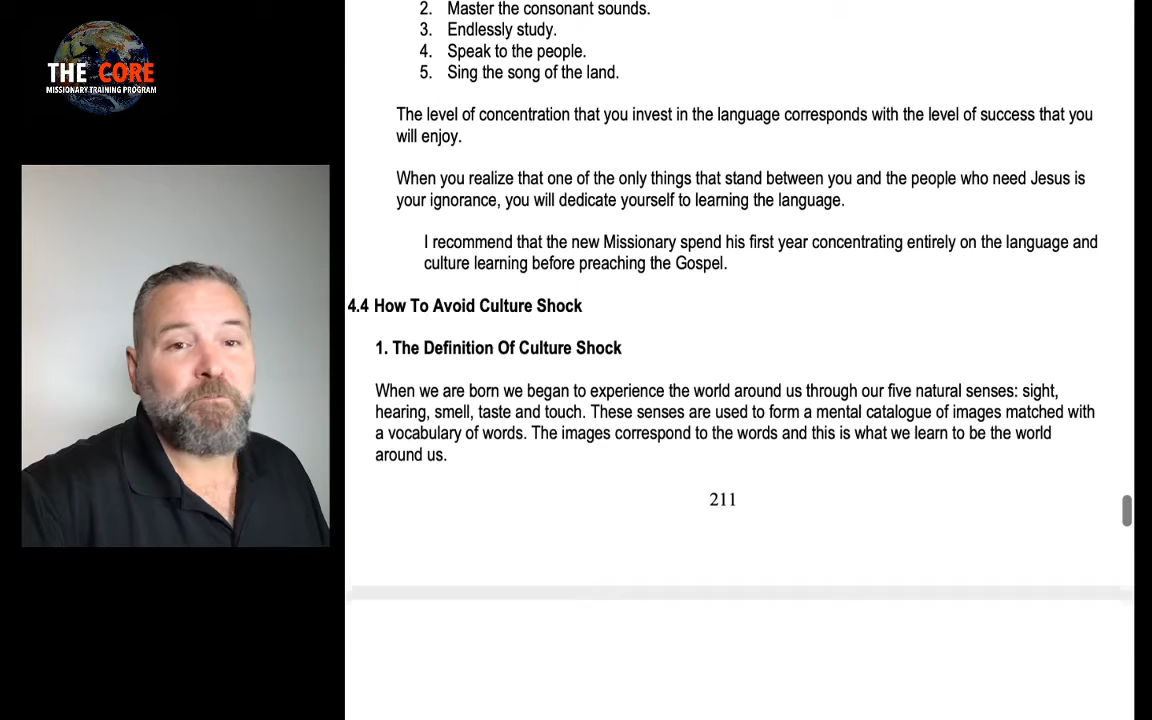 THE CORE
MISSIONARY TRAINING PROGRAM
2. Master the consonant sounds.
3. Endlessly study.
4. Speak to the people.
5. Sing the song of the land.
The level of concentration that you invest in the language corresponds with the level of success that you
will enjoy.
When you realize that one of the only things that stand between you and the people who need Jesus is
your ignorance, you will dedicate yourself to learning the language.
I recommend that the new Missionary spend his first year concentrating entirely on the language and
culture learning before preaching the Gospel.
4.4 How To Avoid Culture Shock
1. The Definition Of Culture Shock
When we are born we began to experience the world around us through our five natural senses: sight,
hearing, smell, taste and touch. These senses are used to form a mental catalogue of images matched with
a vocabulary of words. The images correspond to the words and this is what we learn to be the world
around us.
211